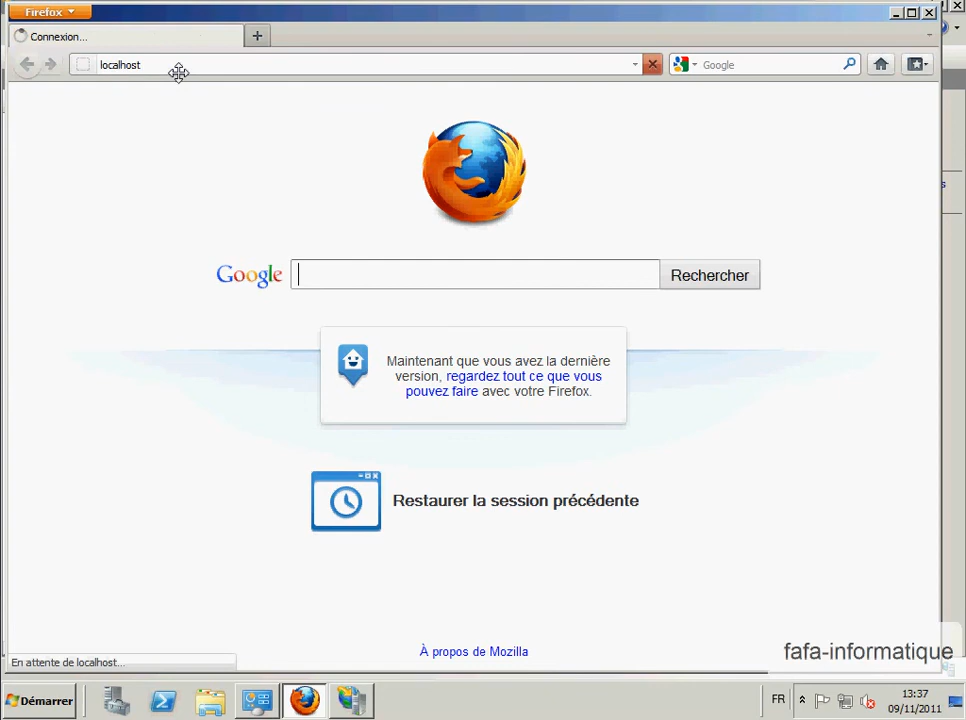 Firefox
Connexion...
localhost
Google
Google
Rechercher
Maintenant que vous avez la dernière
version, regardez tout ce que vous
pouvez faire avec votre Firefox.
Restaurer la session précédente
À propos de Mozilla
En attente de localhost...
fafa-informatique
Démarrer
FR
13:37
09/11/2011